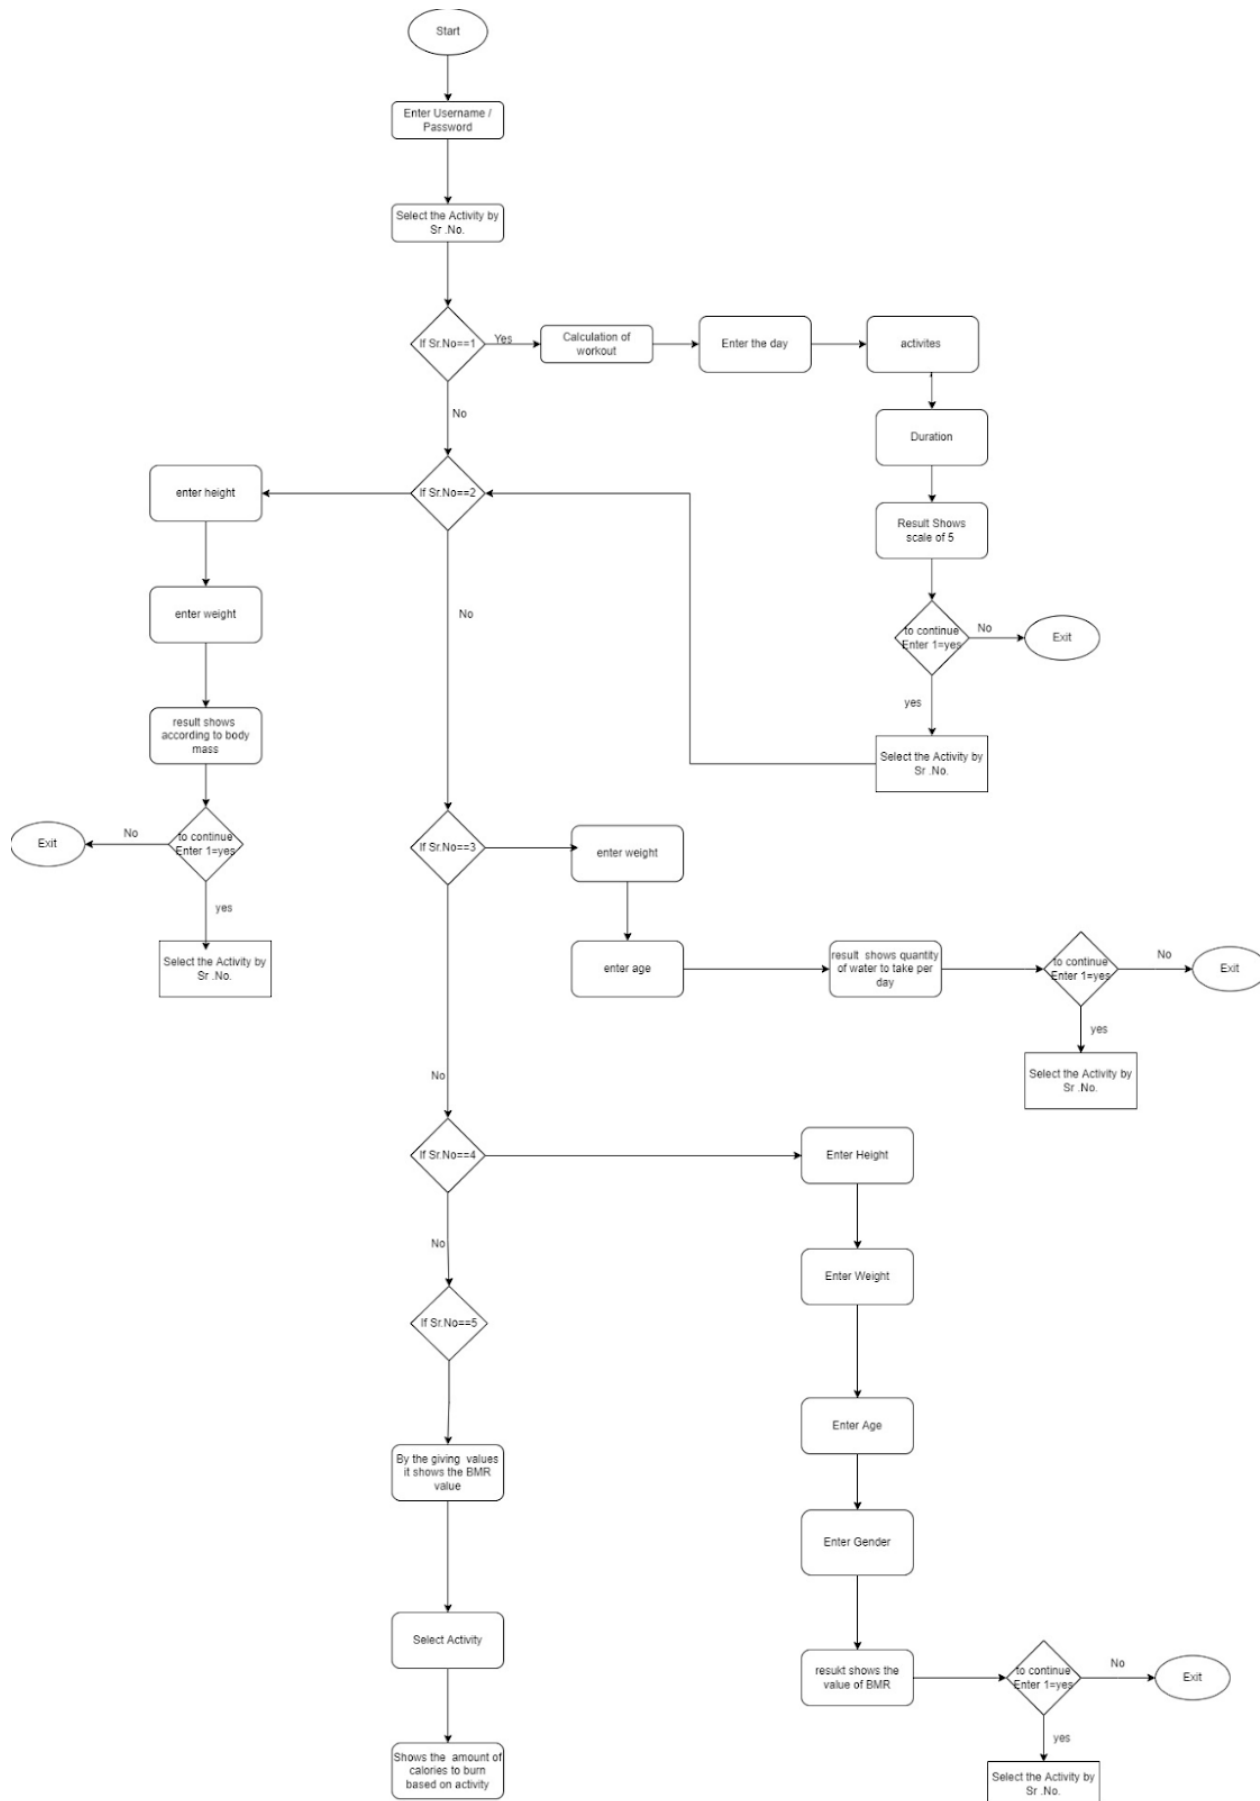 Start
Enter Username /
Password
Select the Activity by
Sr .No.
If Sr.No==1
Yes
Calculation of
workout
Enter the day
activites
No
Duration
enter height
If Sr.No==2
Result Shows
scale of 5
enter weight
No
to continue
Enter 1=yes
No
Exit
yes
result shows
according to body
mass
Select the Activity by
Sr .No.
Exit
No
to continue
Enter 1=yes
If Sr.No==3
enter weight
yes
Select the Activity by
Sr .No.
enter age
result shows quantity
of water to take per
day
to continue
Enter 1=yes
No
Exit
yes
No
Select the Activity by
Sr .No.
If Sr.No==4
Enter Height
No
Enter Weight
If Sr.No==5
Enter Age
By the giving values
it shows the BMR
value
Enter Gender
Select Activity
resukt shows the
value of BMR
to continue
Enter 1=yes
No
Exit
yes
Shows the amount of
calories to burn
based on activity
Select the Activity by
Sr .No.